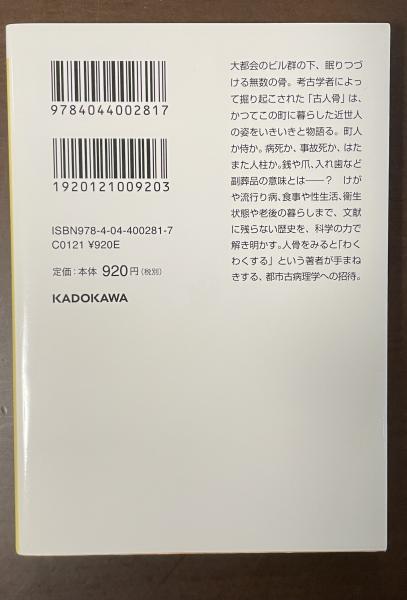 9784044002817
1920121009203
ISBN978-4-04-400281-7
C0121 ¥920E
定価:本体920円(税別)
KADOKAWA
大都会のビル群の下、眠りつづ
ける無数の骨。考古学者によっ
て掘り起こされた「古人骨」は、
かつてこの町に暮らした近世人
の姿をいきいきと物語る。町人
か侍か。病死か、事故死か、はた
また人柱か。銭や爪、入れ歯など
副葬品の意味とは――? けが
や流行り病、食事や性生活、衛生
状態や老後の暮らしまで、文献
に残らない歴史を、科学の力で
解き明かす。人骨をみると「わく
わくする」という著者が手まね
きする、都市古病理学への招待。